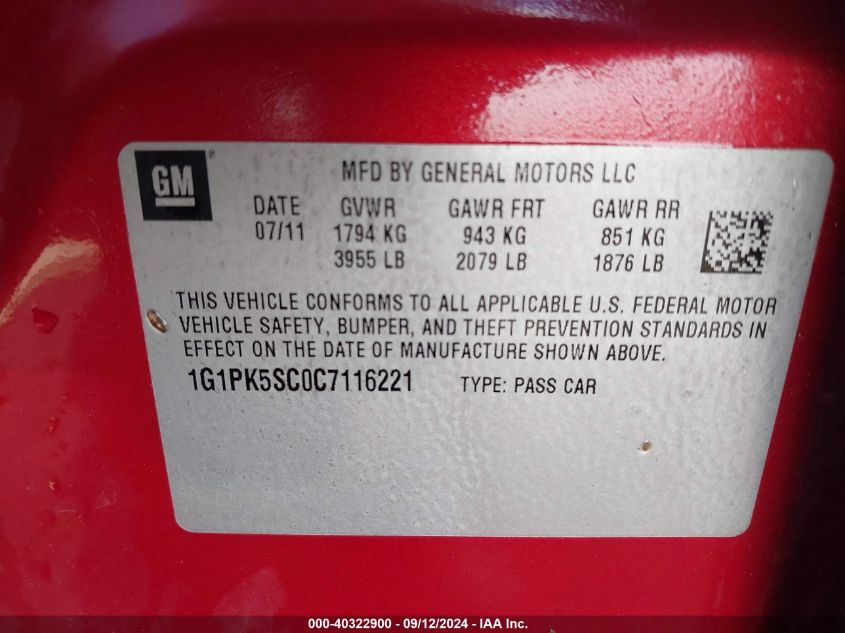 GM
MFD BY GENERAL MOTORS LLC
DATE GVWR GAWR FRT GAWR RR
07/11 1794 KG 943 KG 851 KG
3955 LB 2079 LB 1876 LB
THIS VEHICLE CONFORMS TO ALL APPLICABLE U.S. FEDERAL MOTOR
VEHICLE SAFETY, BUMPER, AND THEFT PREVENTION STANDARDS IN
EFFECT ON THE DATE OF MANUFACTURE SHOWN ABOVE.
1G1PK5SC0C7116221 TYPE: PASS CAR
000-40322900 - 09/12/2024 - IAA Inc.